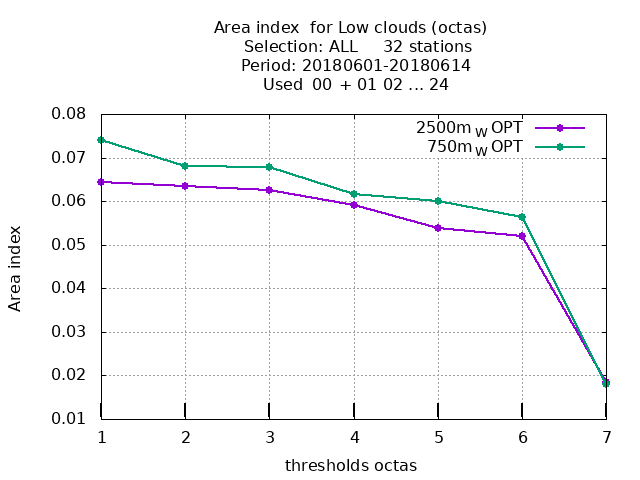 Area index  for Low clouds (octas)
Selection: ALL     32 stations
Period: 20180601-20180614
Used  00  + 01 02 ... 24
2500m W OPT
750m W OPT
0.08
0.07
0.06
0.05
0.04
0.03
0.02
0.01
Area index
1 2 3 4 5 6 7
thresholds octas